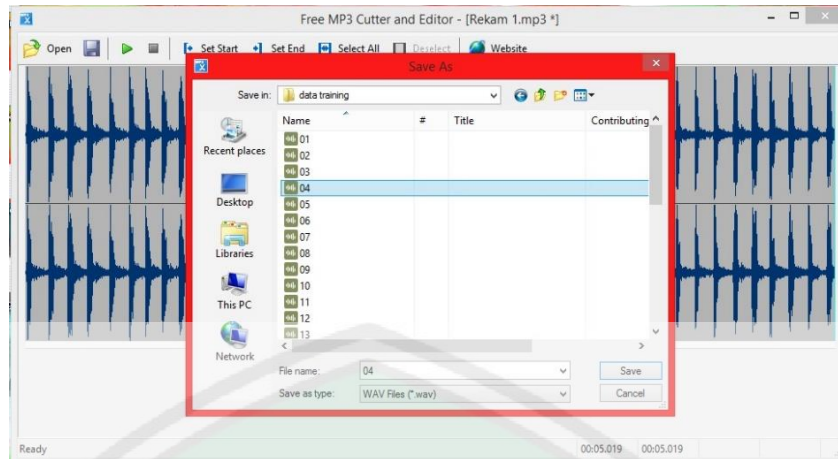 Free MP3 Cutter and Editor - [Rekam 1.mp3 *]
Open Set Start Set End Select All Deselect Website
Save As
Save in: data training
Name # Title Contributing
Recent places
Desktop
Libraries
This PC
Network
01
02
03
04
05
06
07
08
09
10
11
12
13
File name: 04 Save
Save as type: WAV Files (*.wav) Cancel
Ready 00:05.019 00:05.019